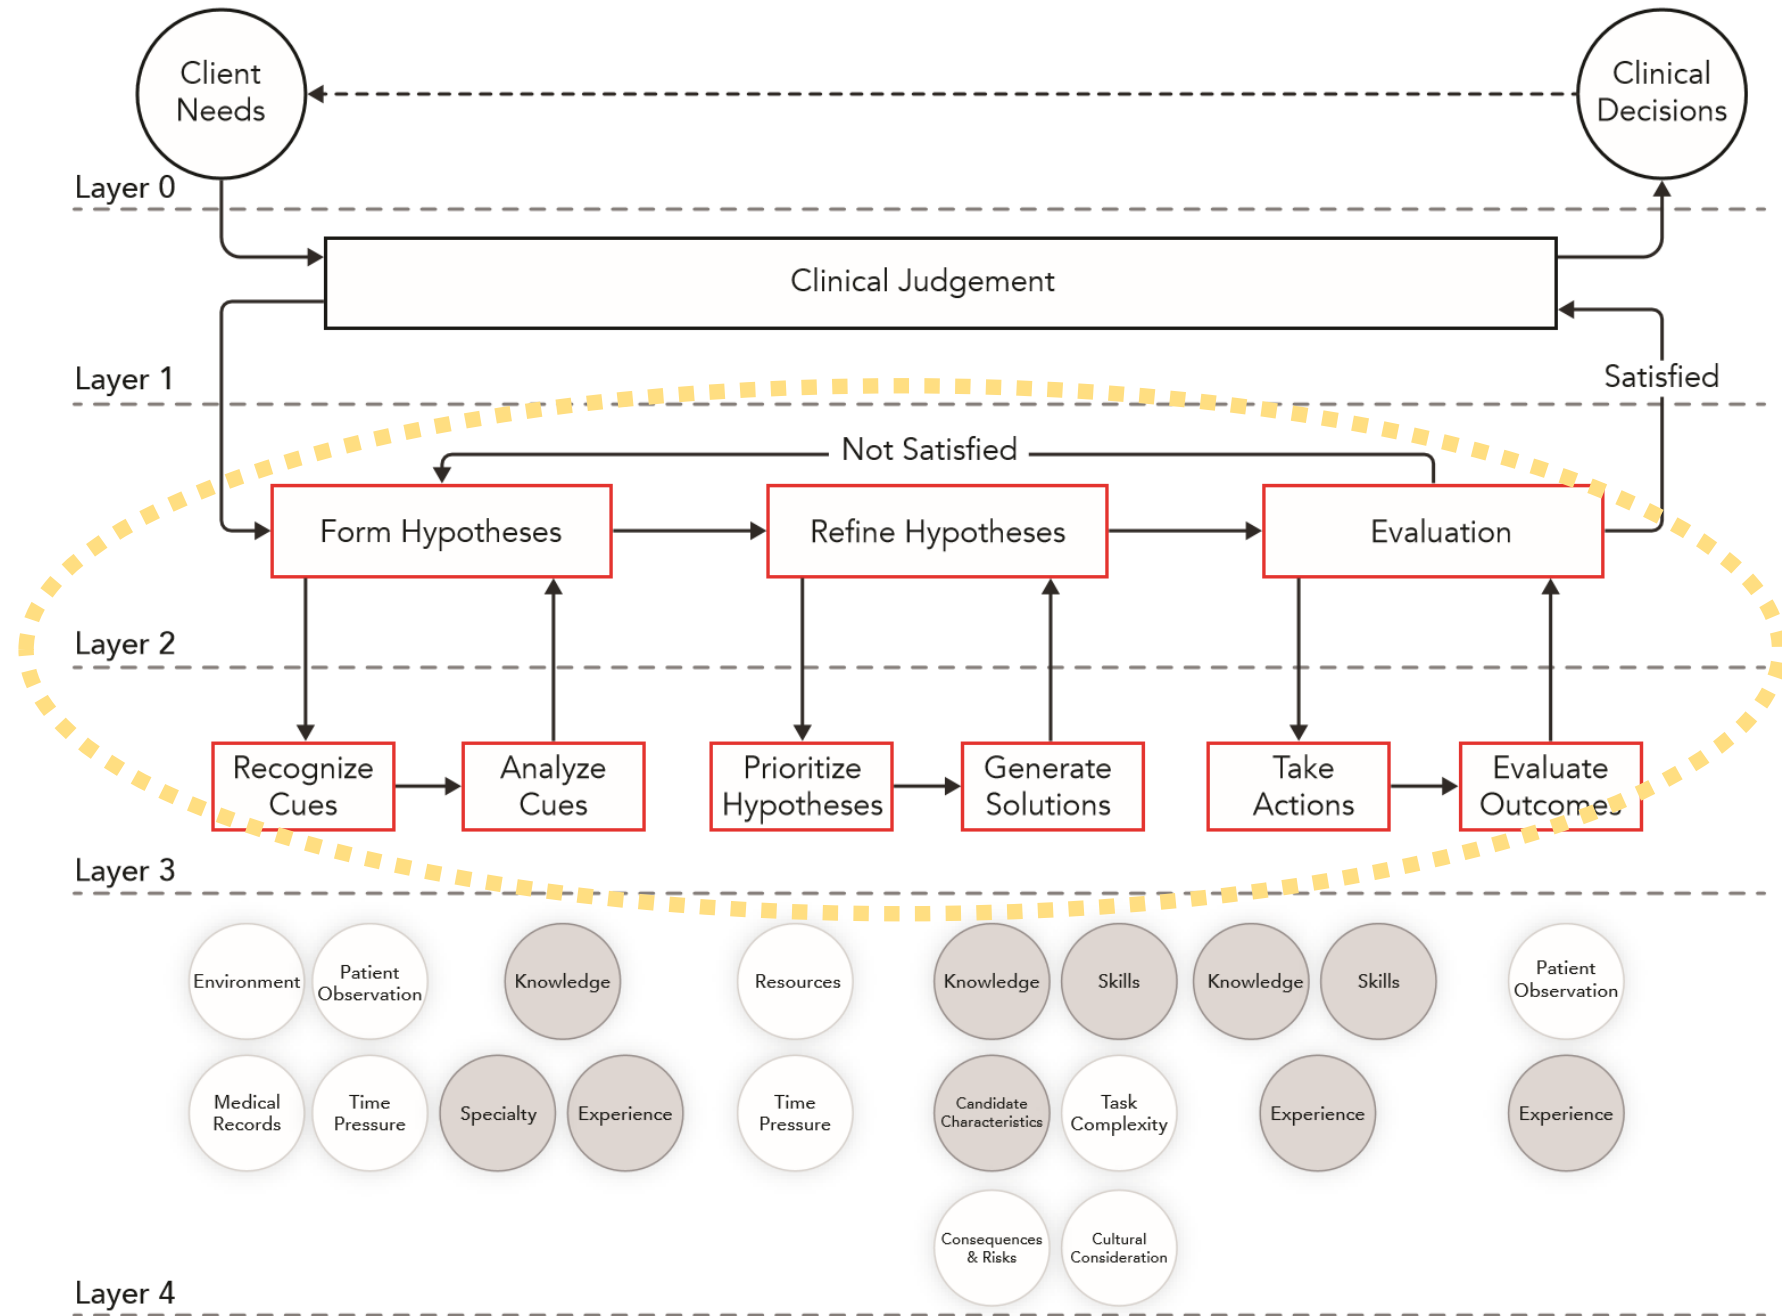 Client
Needs
Clinical
Decisions
Layer 0
Clinical Judgement
Layer 1
Satisfied
Not Satisfied
Form Hypotheses
Refine Hypotheses
Evaluation
Layer 2
Recognize
Cues
Analyze
Cues
Prioritize
Hypotheses
Generate
Solutions
Take
Actions
Evaluate
Outcomes
Layer 3
Environment
Patient
Observation
Knowledge
Resources
Knowledge
Skills
Knowledge
Skills
Patient
Observation
Medical
Records
Time
Pressure
Specialty
Experience
Time
Pressure
Candidate
Characteristics
Task
Complexity
Experience
Experience
Consequences
& Risks
Cultural
Consideration
Layer 4